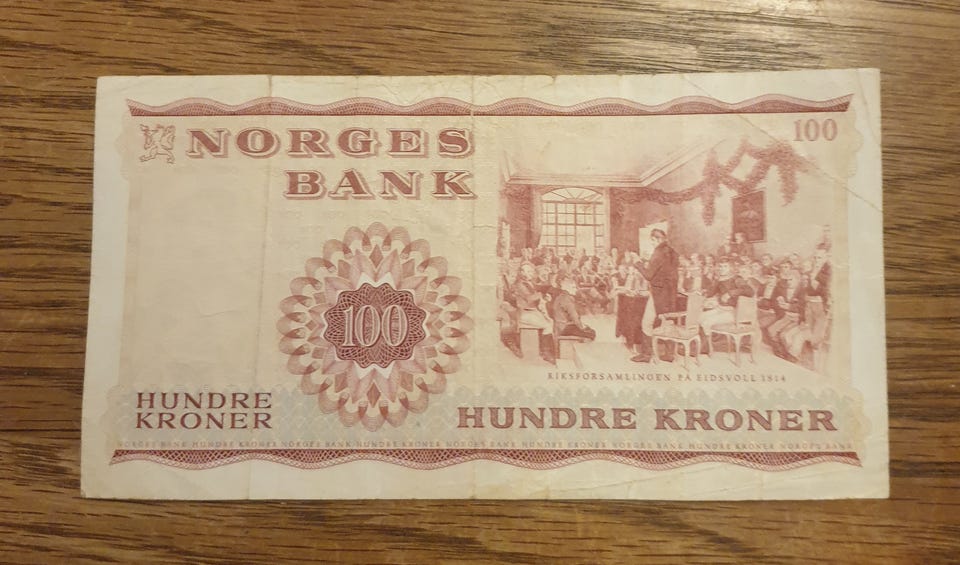 NORGES
BANK
100
100
RIKSFORSAMLINGEN PÅ EIDSVOLL 1814
HUNDRE
KRONER
HUNDRE KRONER
NORGES BANK HUNDRE KRONER NORGES BANK HUNDRE KRONER NORGES BANK HUNDRE KRONER NORGES BANK HUNDRE KRONER NORGES BANK